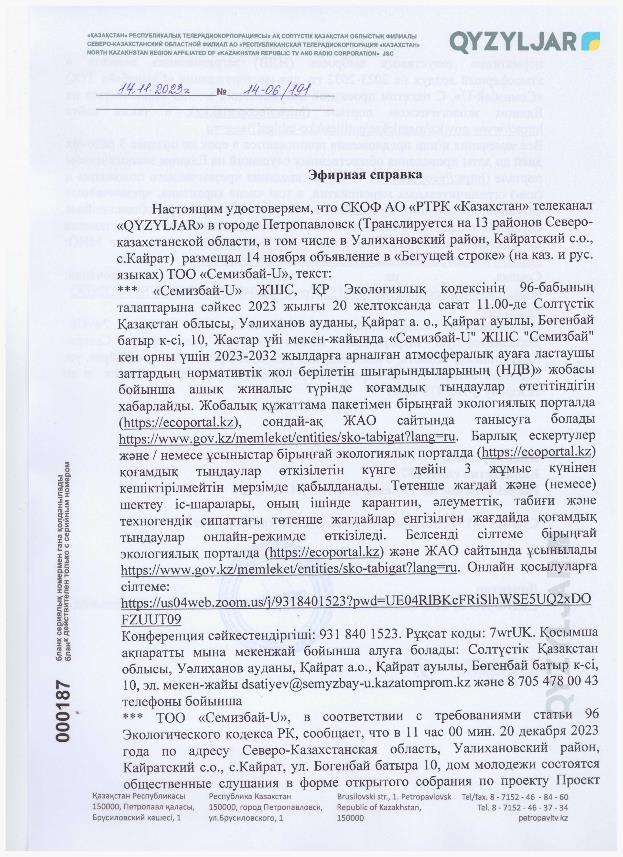 «ҚАЗАҚСТАН» РЕСПУБЛИКАЛЫҚ ТЕЛЕРАДИОКОРПОРАЦИЯСЫ» АҚ СОЛТҮСТІК ҚАЗАҚСТАН ОБЛЫСТЫҚ ФИЛИАЛЫ
СЕВЕРО-КАЗАХСТАНСКИЙ ОБЛАСТНОЙ ФИЛИАЛ АО «РЕСПУБЛИКАНСКАЯ ТЕЛЕРАДИОКОРПОРАЦИЯ «КАЗАХСТАН»
NORTH KAZAKHSTAN REGION AFFILIATED OF «KAZAKHSTAN REPUBLIC TV AND RADIO CORPORATION» JSC
QYZYLJAR
14.11.2023г № 14-06/191
Эфирная справка
Настоящим удостоверяем, что СКОФ АО «РТРК «Казахстан» телеканал
«QYZYLJAR» в городе Петропавловск (Транслируется на 13 районов Северо-
казахстанской области, в том числе в Уалихановский район, Кайратский с.о.,
с.Кайрат) размещал 14 ноября объявление в «Бегущей строке» (на каз. и рус.
языках) ТОО «Семизбай-U», текст:
*** «Семизбай-U» ЖШС, ҚР Экологиялық кодексінің 96-бабының
талаптарына сәйкес 2023 жылғы 20 желтоқсанда сағат 11.00-де Солтүстік
Қазақстан облысы, Уәлиханов ауданы, Қайрат а. о., Қайрат ауылы, Бөгенбай
батыр к-сі, 10, Жастар үйі мекен-жайында «Семизбай-U" ЖШС "Семизбай"
кен орны үшін 2023-2032 жылдарға арналған атмосфералық ауаға ластаушы
заттардың нормативтік жол берілетін шығарындыларының (НДВ)» жобасы
бойынша ашық жиналыс түрінде қоғамдық тыңдаулар өтетітіндігін
хабарлайды. Жобалық құжаттама пакетімен бірыңғай экологиялық порталда
(https://ecoportal.kz), сондай-ақ ЖАО сайтында танысуға болады
https://www.gov.kz/memleket/entities/sko-tabigat?lang=ru. Барлық ескертулер
және / немесе ұсыныстар бірыңғай экологиялық порталда (https://ecoportal.kz)
қоғамдық тыңдаулар өткізілетін күнге дейін 3 жұмыс күнінен
кешіктірілмейтін мерзімде қабылданады. Төтенше жағдай және (немесе)
шектеу іс-шаралары, оның ішінде карантин, әлеуметтік, табиғи және
техногендік сипаттағы төтенше жағдайлар енгізілген жағдайда қоғамдық
тыңдаулар онлайн-режимде өткізіледі. Белсенді сілтеме бірыңғай
экологиялық порталда (https://ecoportal.kz) және ЖАО сайтында ұсынылады
https://www.gov.kz/memleket/entities/sko-tabigat?lang=ru. Онлайн қосылуларға
сілтеме:
https://us04web.zoom.us/j/9318401523?pwd=UE04RlBKcFRiSlhWSE5UQ2xDO
FZUUT09
Конференция сәйкестендіргіші: 931 840 1523. Рұқсат коды: 7wrUK. Қосымша
ақпаратты мына мекенжай бойынша алуға болады: Солтүстік Қазақстан
облысы, Уәлиханов ауданы, Қайрат а.о., Қайрат ауылы, Бөгенбай батыр к-сі,
10, эл. мекен-жайы dsatiyev@semyzbay-u.kazatomprom.kz және 8 705 478 00 43
телефоны бойынша
*** ТОО «Семизбай-U», в соответствии с требованиями статьи 96
Экологического кодекса РК, сообщает, что в 11 час 00 мин. 20 декабря 2023
года по адресу Северо-Казахстанская область, Уалихановский район,
Кайратский с.о., с.Кайрат, ул. Богенбай батыра 10, дом молодежи состоятся
общественные слушания в форме открытого собрания по проекту Проект
бланк сериялық нөмермен ғана қолданылады
бланк действителен только с серийным номером
000187
QYZYLJAR
Қазақстан Республикасы
150000, Петропавл қаласы,
Брусиловский көшесі, 1
Республика Казахстан
150000, город Петропавловск,
ул.Брусиловского, 1
Brusilovski str., 1. Petropavlovsk
Republic of Kazakhstan,
150000
Tel/fax. 8 - 7152 - 46 - 84 - 60
Tel. 8 - 7152 - 46 - 37 - 34
petropavltv.kz